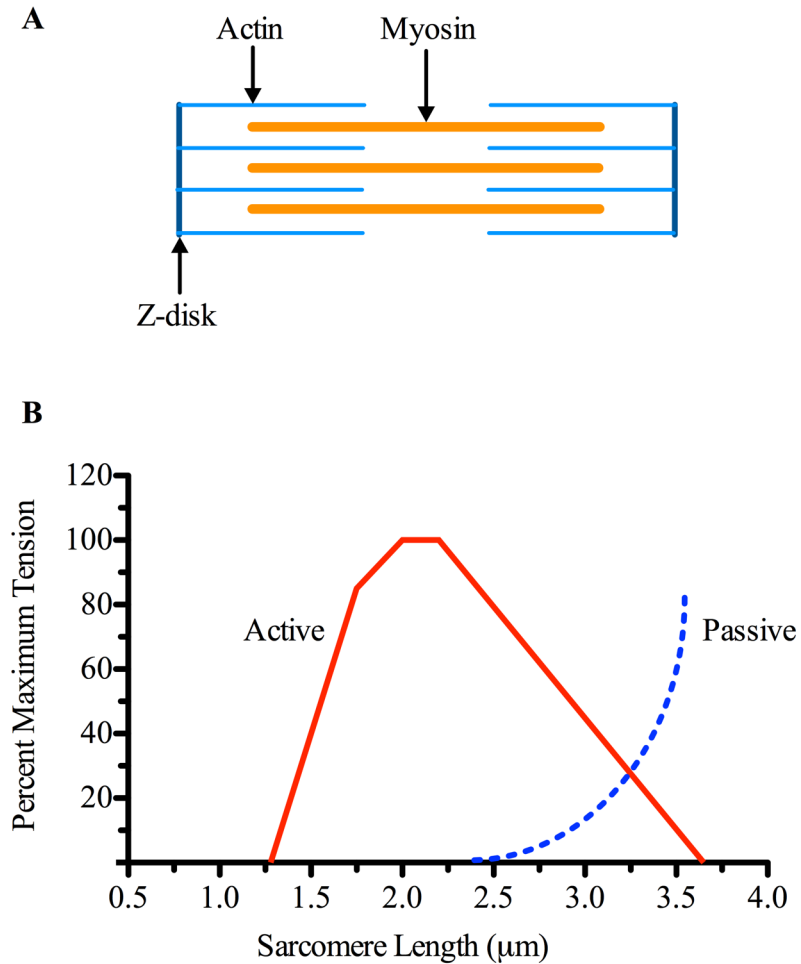 A
Actin Myosin
Z-disk
B
Percent Maximum Tension
120
100
80
60
40
20
Active
Passive
0.5 1.0 1.5 2.0 2.5 3.0 3.5 4.0
Sarcomere Length (μm)